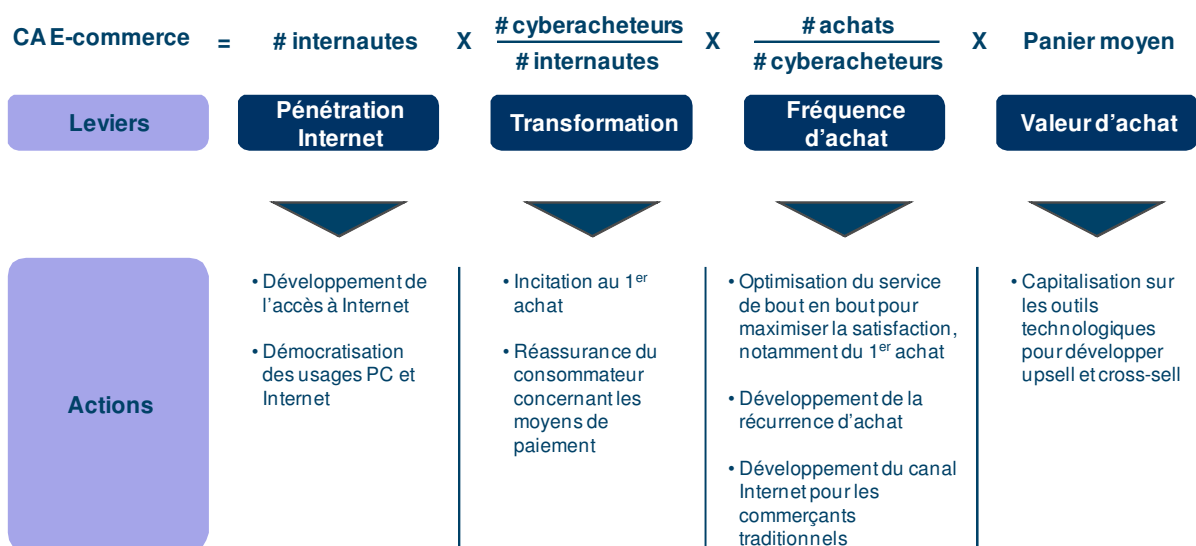 CA E-commerce = # internautes X # cyberacheteurs / # internautes X # achats / # cyberacheteurs X Panier moyen
Leviers
Pénétration
Internet
Transformation
Fréquence
d'achat
Valeur d'achat
Actions
• Développement de
l'accès à Internet
• Démocratisation
des usages PC et
Internet
• Incitation au 1er
achat
• Réassurance du
consommateur
concernant les
moyens de
paiement
• Optimisation du service
de bout en bout pour
maximiser la satisfaction,
notamment du 1er achat
• Développement de la
récurrence d'achat
• Développement du canal
Internet pour les
commerçants
traditionnels
• Capitalisation sur
les outils
technologiques
pour développer
upsell et cross-sell